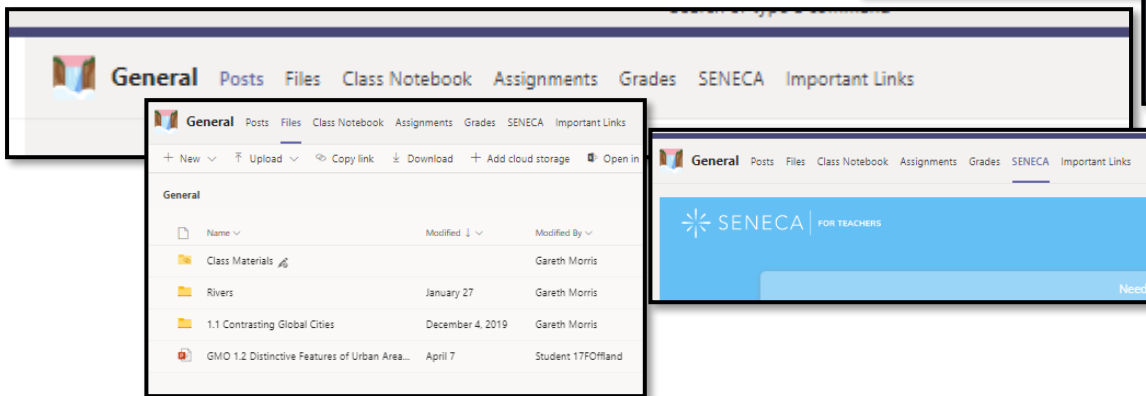 General Posts Files Class Notebook Assignments Grades SENECA Important Links
General Posts Files Class Notebook Assignments Grades SENECA Important Links
+ New Upload Copy link Download + Add cloud storage Open in
General
Name Modified Modified By
Class Materials Gareth Morris
Rivers January 27 Gareth Morris
1.1 Contrasting Global Cities December 4, 2019 Gareth Morris
GMO 1.2 Distinctive Features of Urban Area... April 7 Student 17FOffland
General Posts Files Class Notebook Assignments Grades SENECA Important Links
SENECA FOR TEACHERS
Need